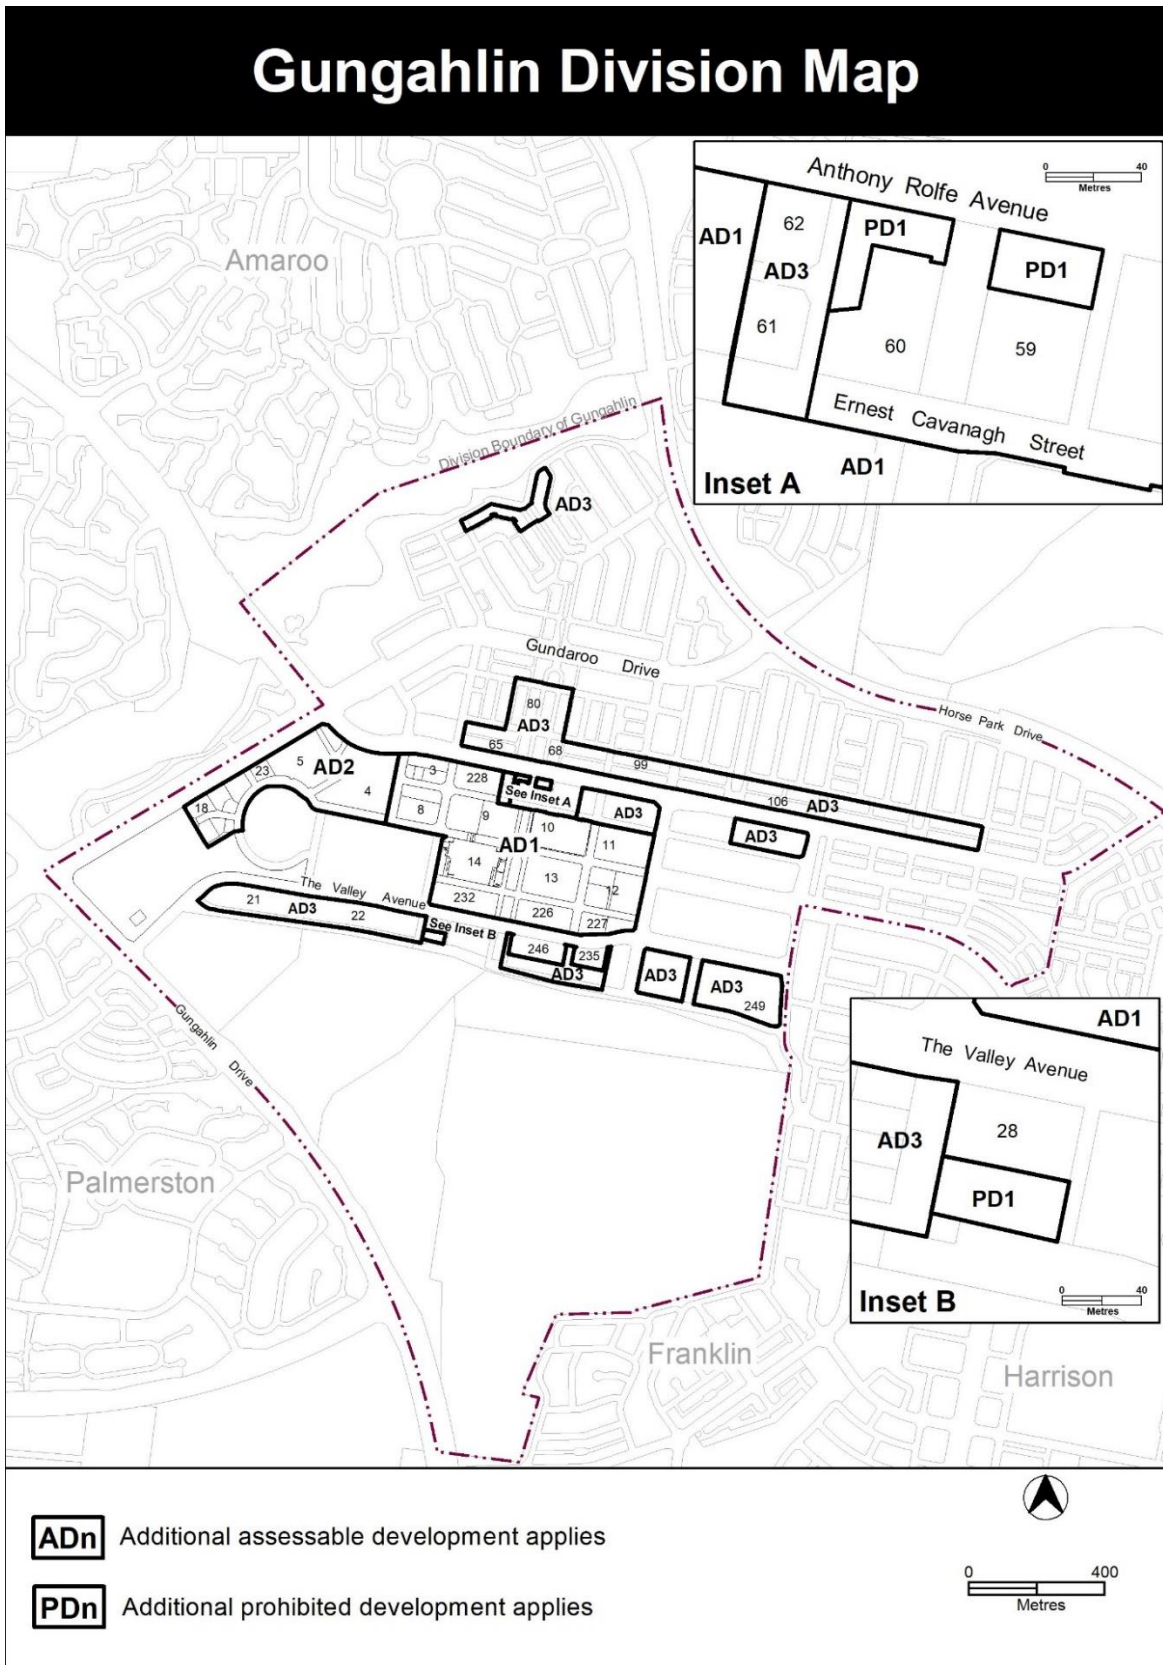 Gungahlin Division Map
Anthony Rolfe Avenue
0 40
Metres
AD1
62
PD1
AD3
PD1
61
60
59
Ernest Cavanagh Street
AD1
Inset A
Amaroo
Division Boundary of Gungahlin
AD3
Gundaroo Drive
Horse Park Drive
80
AD3
65
68
99
106
AD3
5
23
AD2
4
18
3
228
See Inset A
8
9
10
AD3
11
AD3
AD1
14
13
12
232
226
227
The Valley Avenue
21
AD3
22
See Inset B
246
235
AD3
AD3
AD3
249
Gungahlin Drive
AD1
The Valley Avenue
28
AD3
PD1
Inset B
0 40
Metres
Palmerston
Franklin
Harrison
ADn Additional assessable development applies
PDn Additional prohibited development applies
0 400
Metres